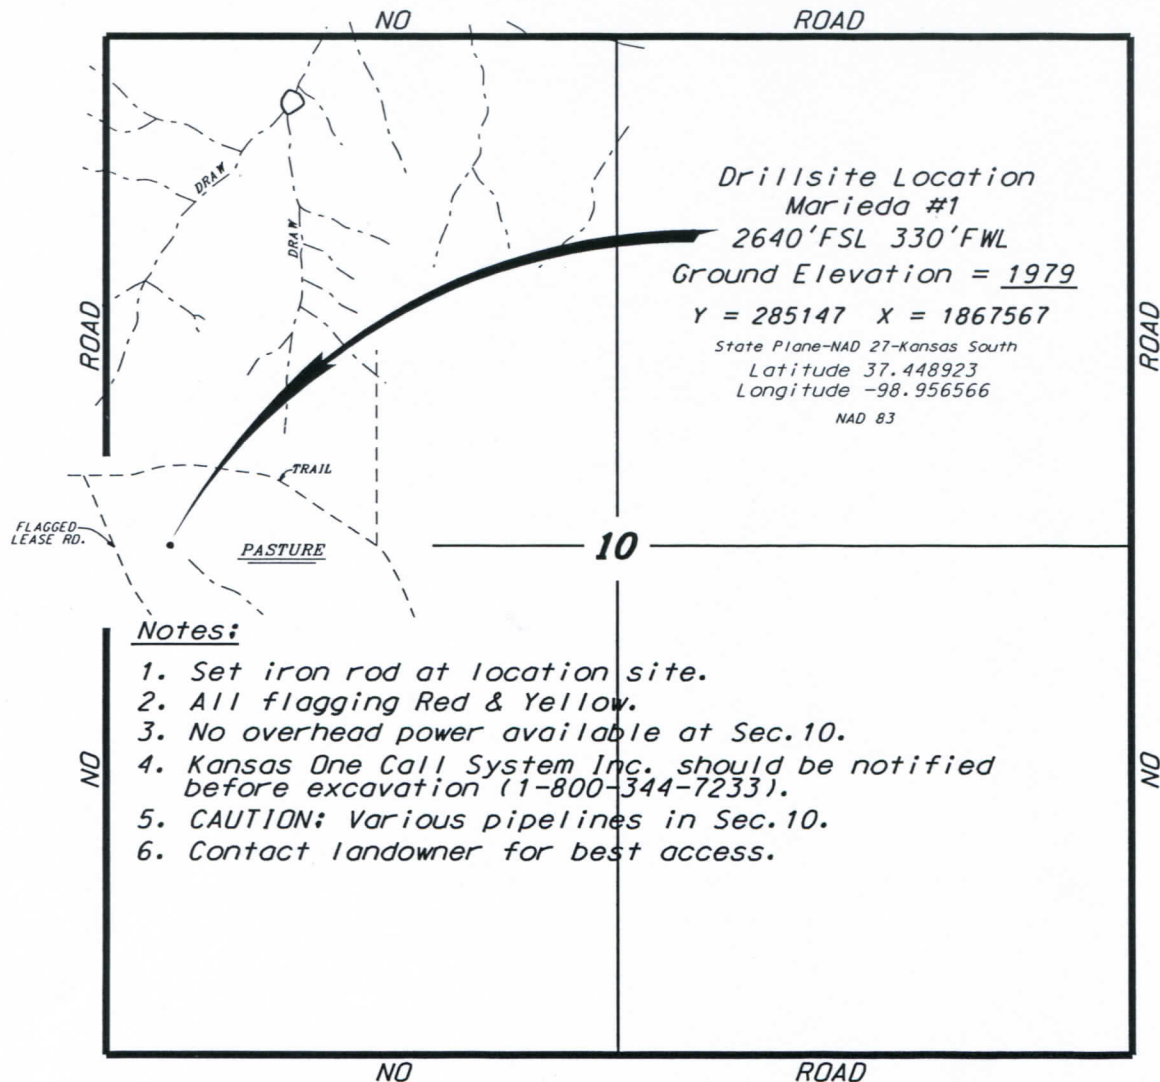 NO ROAD
DRAW
DRAW
Drillsite Location
Marieda #1
2640'FSL 330'FWL
Ground Elevation = 1979
Y = 285147 X = 1867567
State Plane-NAD 27-Kansas South
Latitude 37.448923
Longitude -98.956566
NAD 83
ROAD
ROAD
TRAIL
FLAGGED
LEASE RD.
PASTURE
10
Notes:
1. Set iron rod at location site.
2. All flagging Red & Yellow.
3. No overhead power available at Sec.10.
4. Kansas One Call System Inc. should be notified
before excavation (1-800-344-7233).
5. CAUTION: Various pipelines in Sec.10.
6. Contact landowner for best access.
NO
NO
NO ROAD